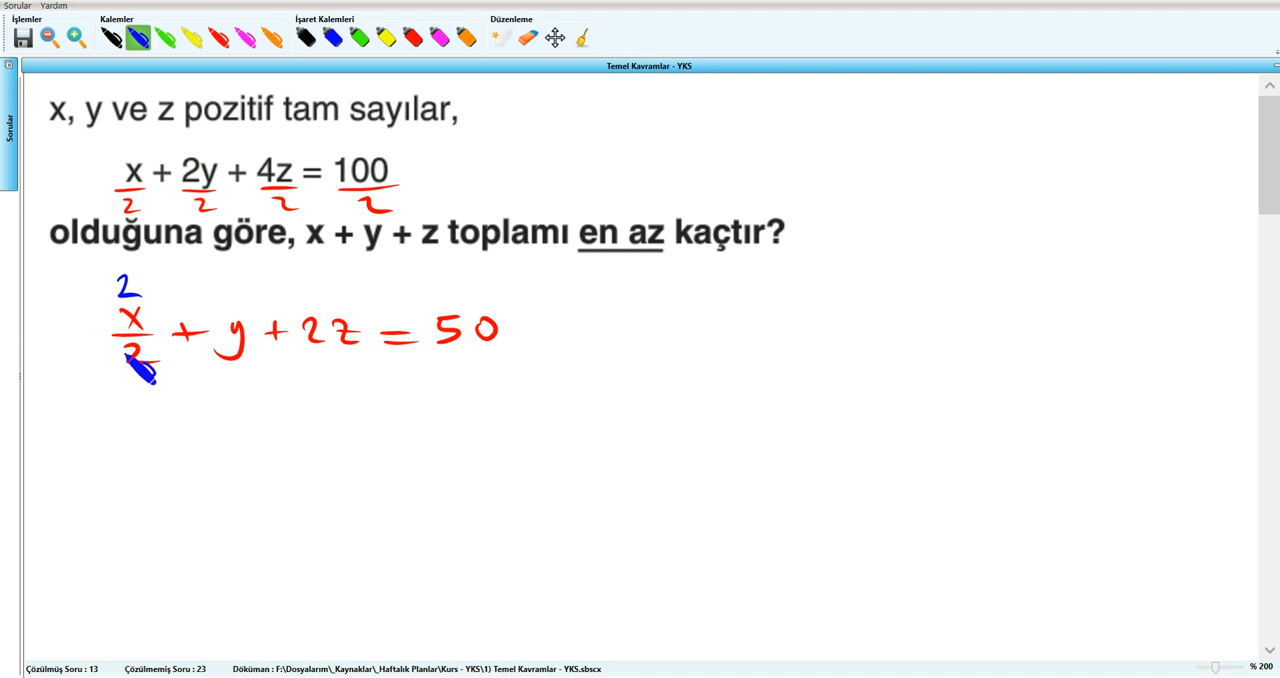 Sorular Yardım
İşlemler Kalemler İşaret Kalemleri Düzenleme
Temel Kavramlar - YKS
Sorular
x, y ve z pozitif tam sayılar,
x + 2y + 4z = 100
2 2 2 2
olduğuna göre, x + y + z toplamı en az kaçtır?
2
x/2 + y + 2z = 50
Çözülmüş Soru : 13 Çözülmemiş Soru : 23 Döküman : F:\Dosyalarım\_Kaynaklar\_Haftalık Planlar\Kurs - YKS\1) Temel Kavramlar - YKS.sbscx % 200